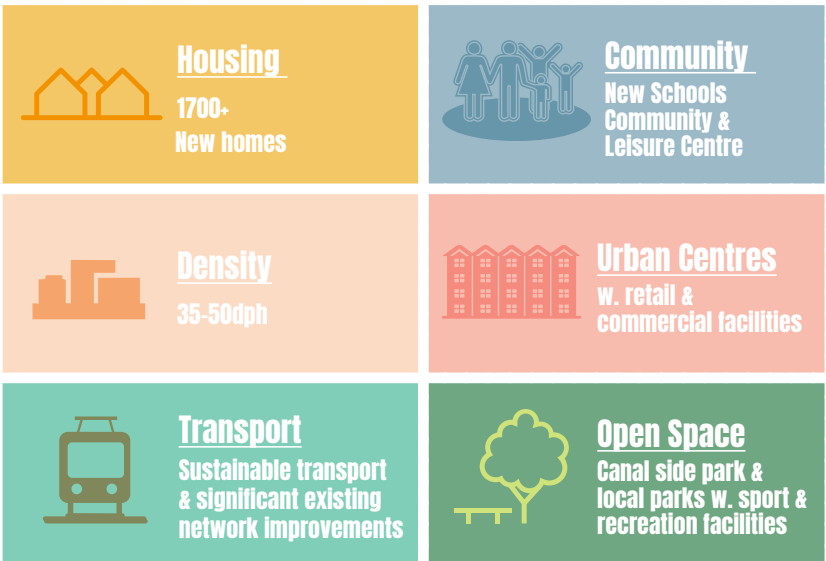 Housing
1700+
New homes
Community
New Schools
Community &
Leisure Centre
Density
35-50dph
Urban Centres
w. retail &
commercial facilities
Transport
Sustainable transport
& significant existing
network improvements
Open Space
Canal side park &
local parks w. sport &
recreation facilities